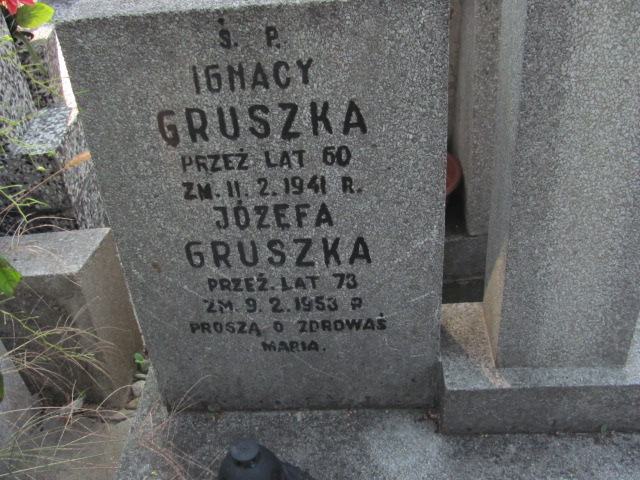 Ś. P.
IGNACY
GRUSZKA
PRZEŻ LAT 60
ZM. 11. 2. 1941 R.
JÓZEFA
GRUSZKA
PRZEŻ. LAT 73
ZM. 9. 2. 1953 R
PROSZĄ O ZDROWAŚ
MARIA.